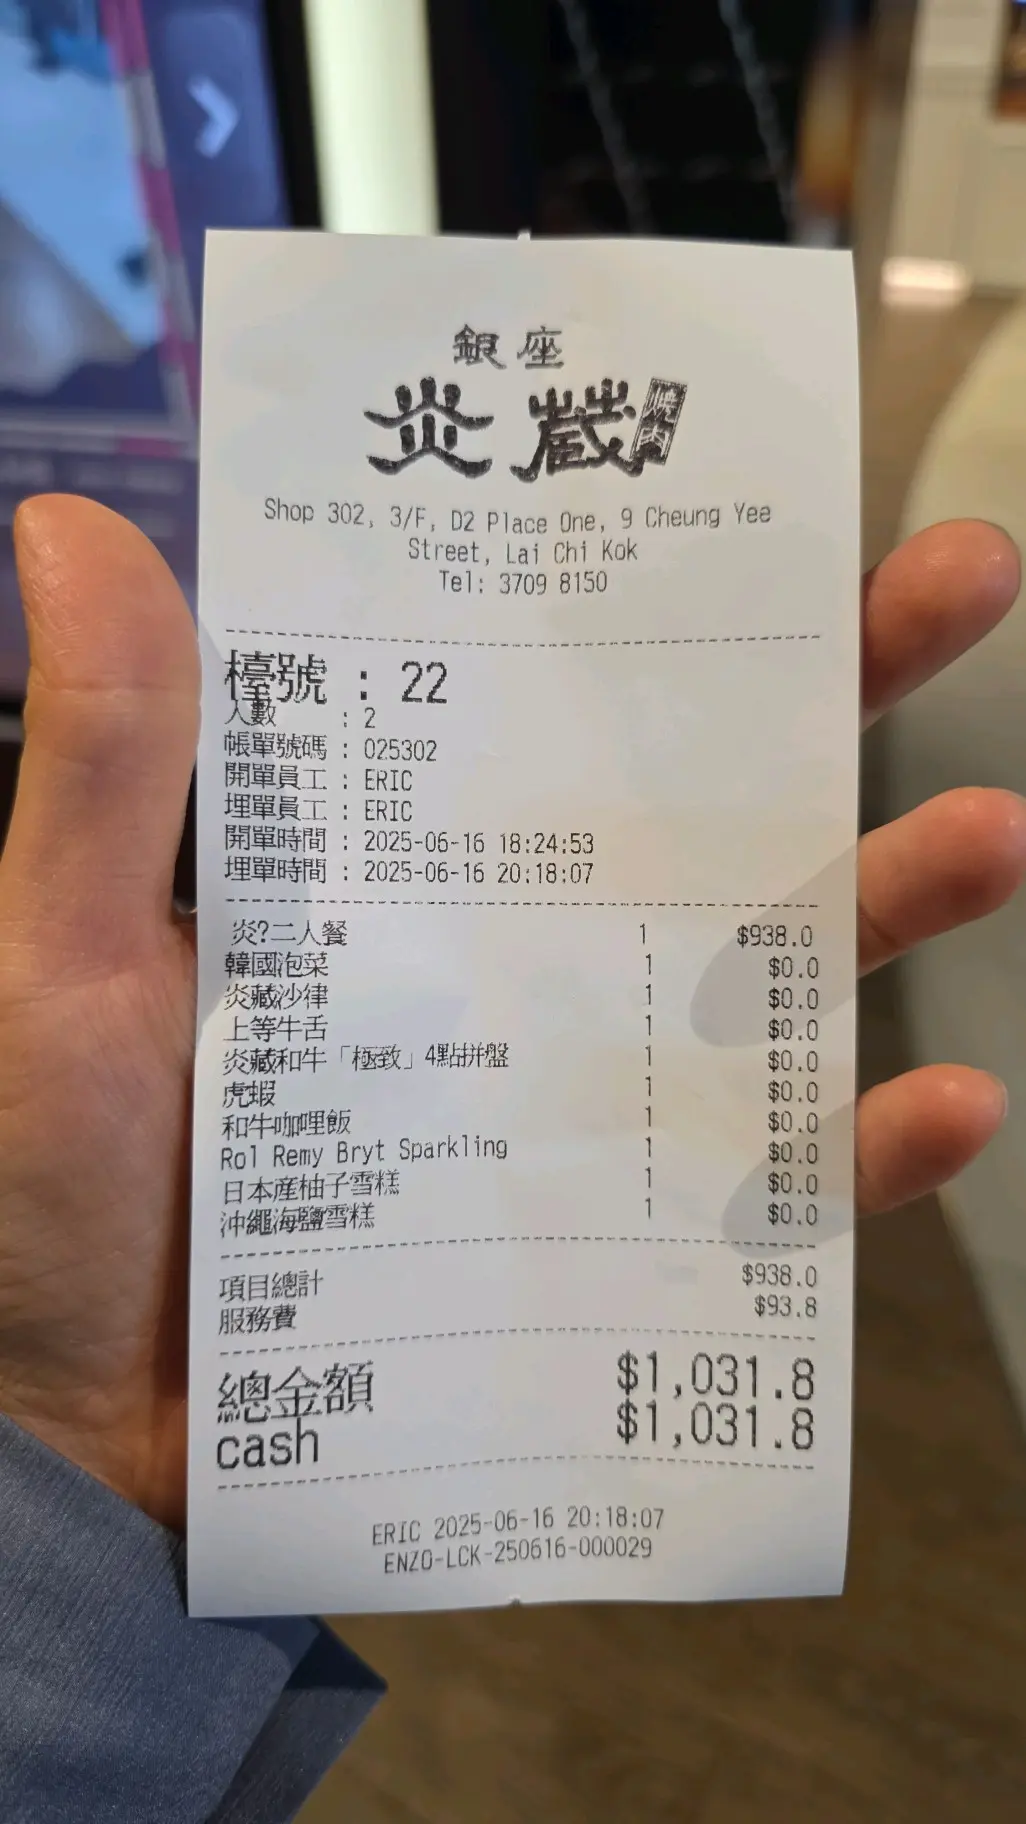 銀座
炎蔵 焼肉
Shop 302, 3/F, D2 Place One, 9 Cheung Yee
Street, Lai Chi Kok
Tel: 3709 8150
檯號 : 22
人數 : 2
帳單號碼 : 025302
開單員工 : ERIC
埋單員工 : ERIC
開單時間 : 2025-06-16 18:24:53
埋單時間 : 2025-06-16 20:18:07
炎?二人餐 1 $938.0
韓國泡菜 1 $0.0
炎藏沙律 1 $0.0
上等牛舌 1 $0.0
炎藏和牛「極致」4點拼盤 1 $0.0
虎蝦 1 $0.0
和牛咖哩飯 1 $0.0
Rol Remy Bryt Sparkling 1 $0.0
日本産柚子雪糕 1 $0.0
沖繩海鹽雪糕 1 $0.0
項目總計 $938.0
服務費 $93.8
總金額 $1,031.8
cash $1,031.8
ERIC 2025-06-16 20:18:07
ENZO-LCK-250616-000029